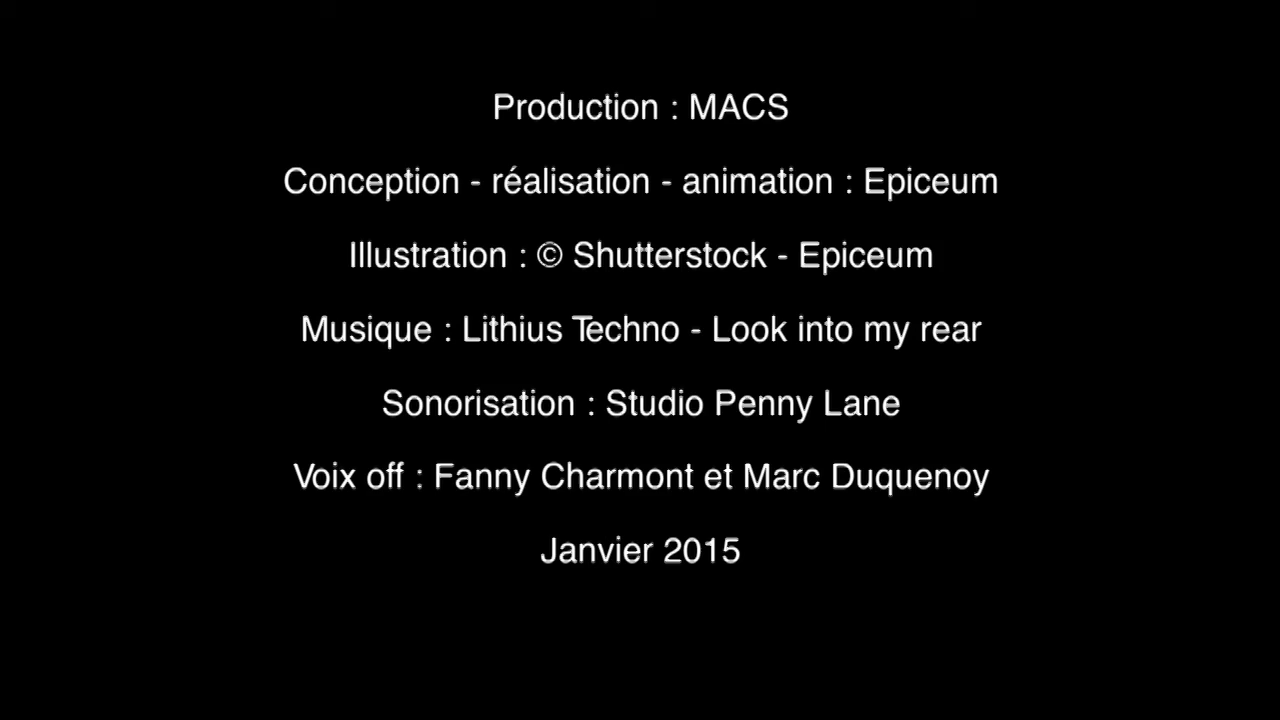 Production : MACS
Conception - réalisation - animation : Epiceum
Illustration : © Shutterstock - Epiceum
Musique : Lithius Techno - Look into my rear
Sonorisation : Studio Penny Lane
Voix off : Fanny Charmont et Marc Duquenoy
Janvier 2015